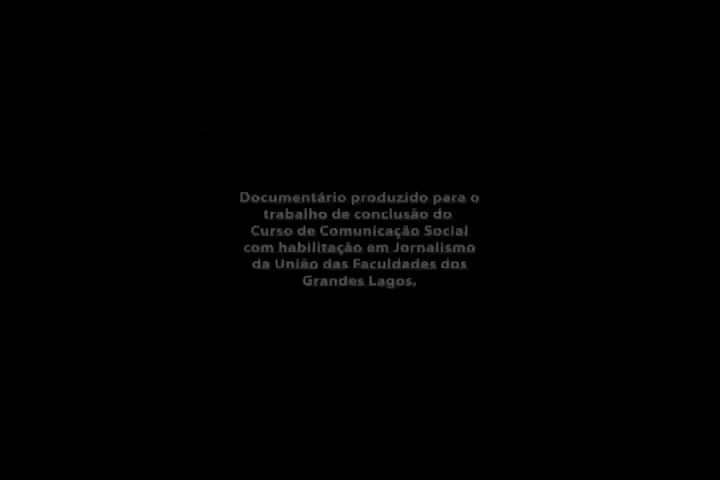 Documentário produzido para o
trabalho de conclusão do
Curso de Comunicação Social
com habilitação em Jornalismo
da União das Faculdades dos
Grandes Lagos.